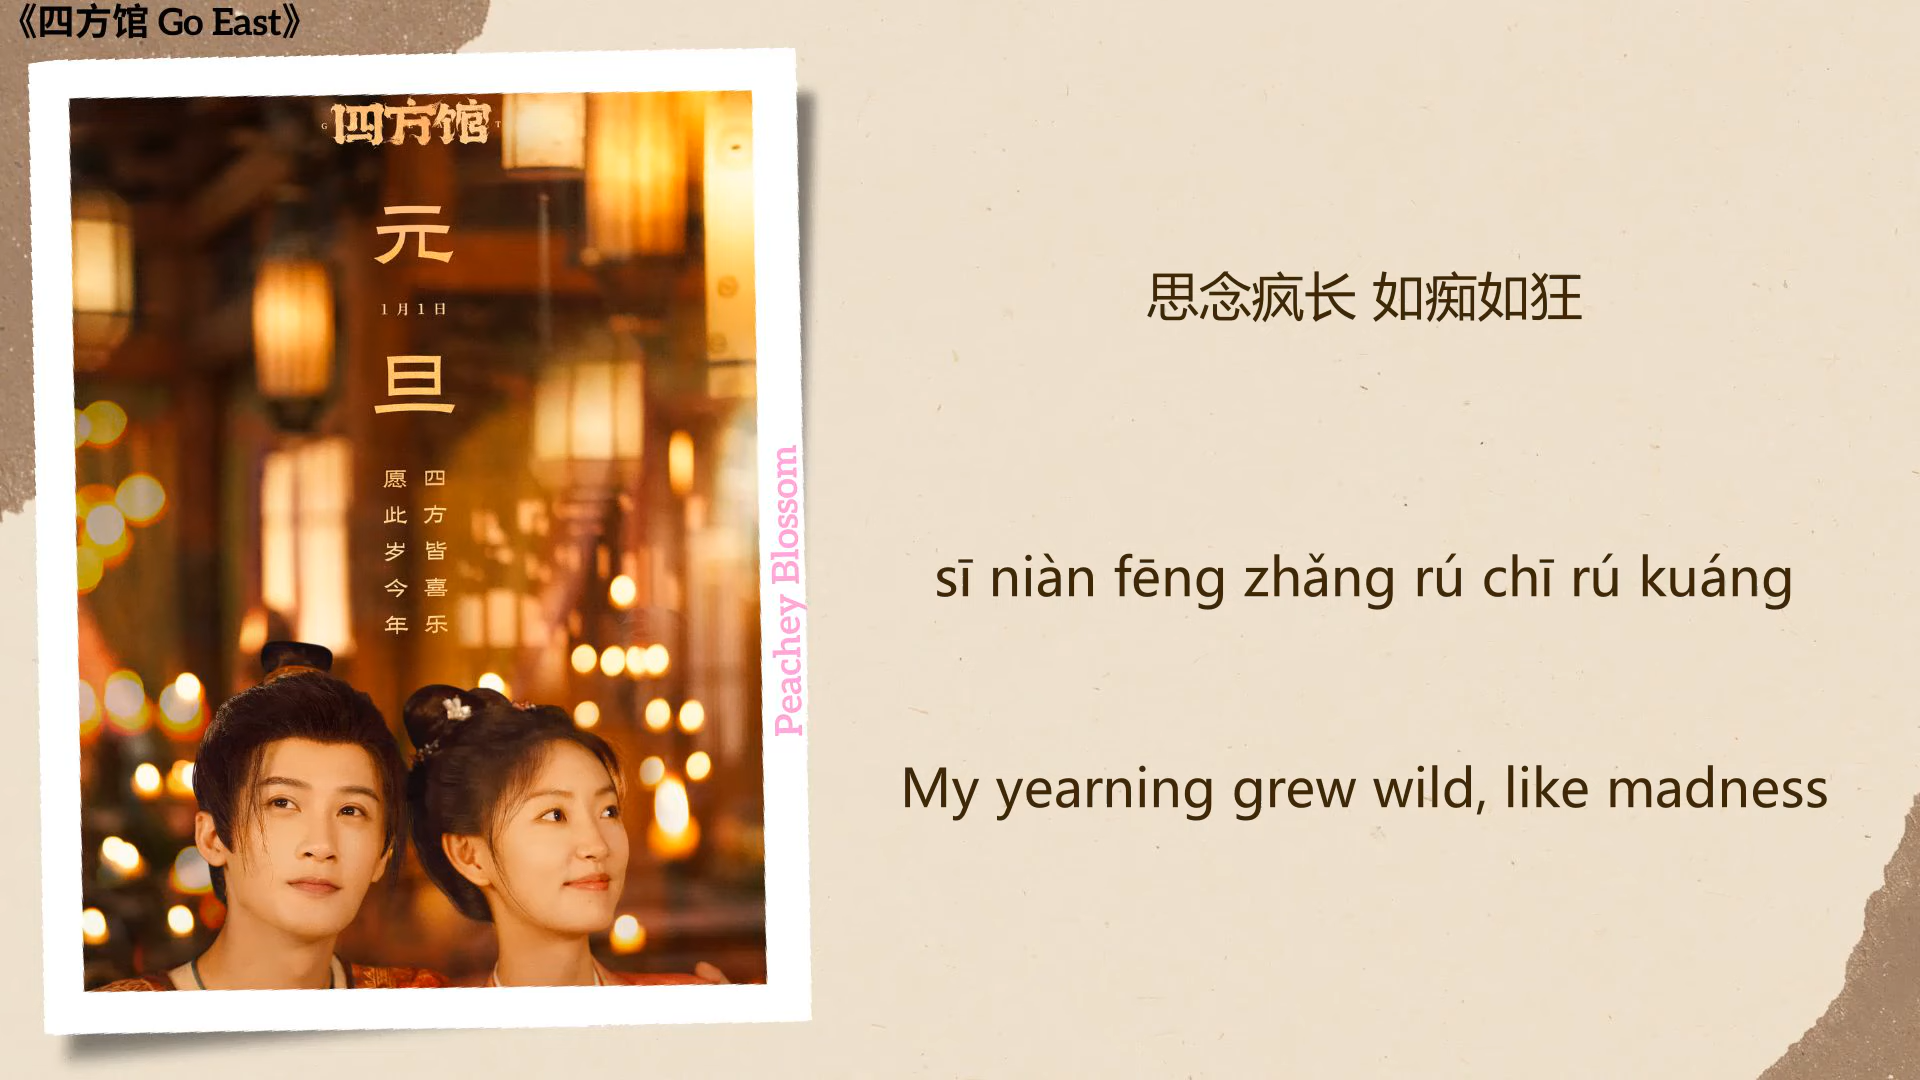 《四方馆 Go East》
四方馆
G
T
元
1月1日
旦
四方皆喜乐
愿此岁今年
Peachey Blossom
思念疯长 如痴如狂
sī niàn fēng zhǎng rú chī rú kuáng
My yearning grew wild, like madness